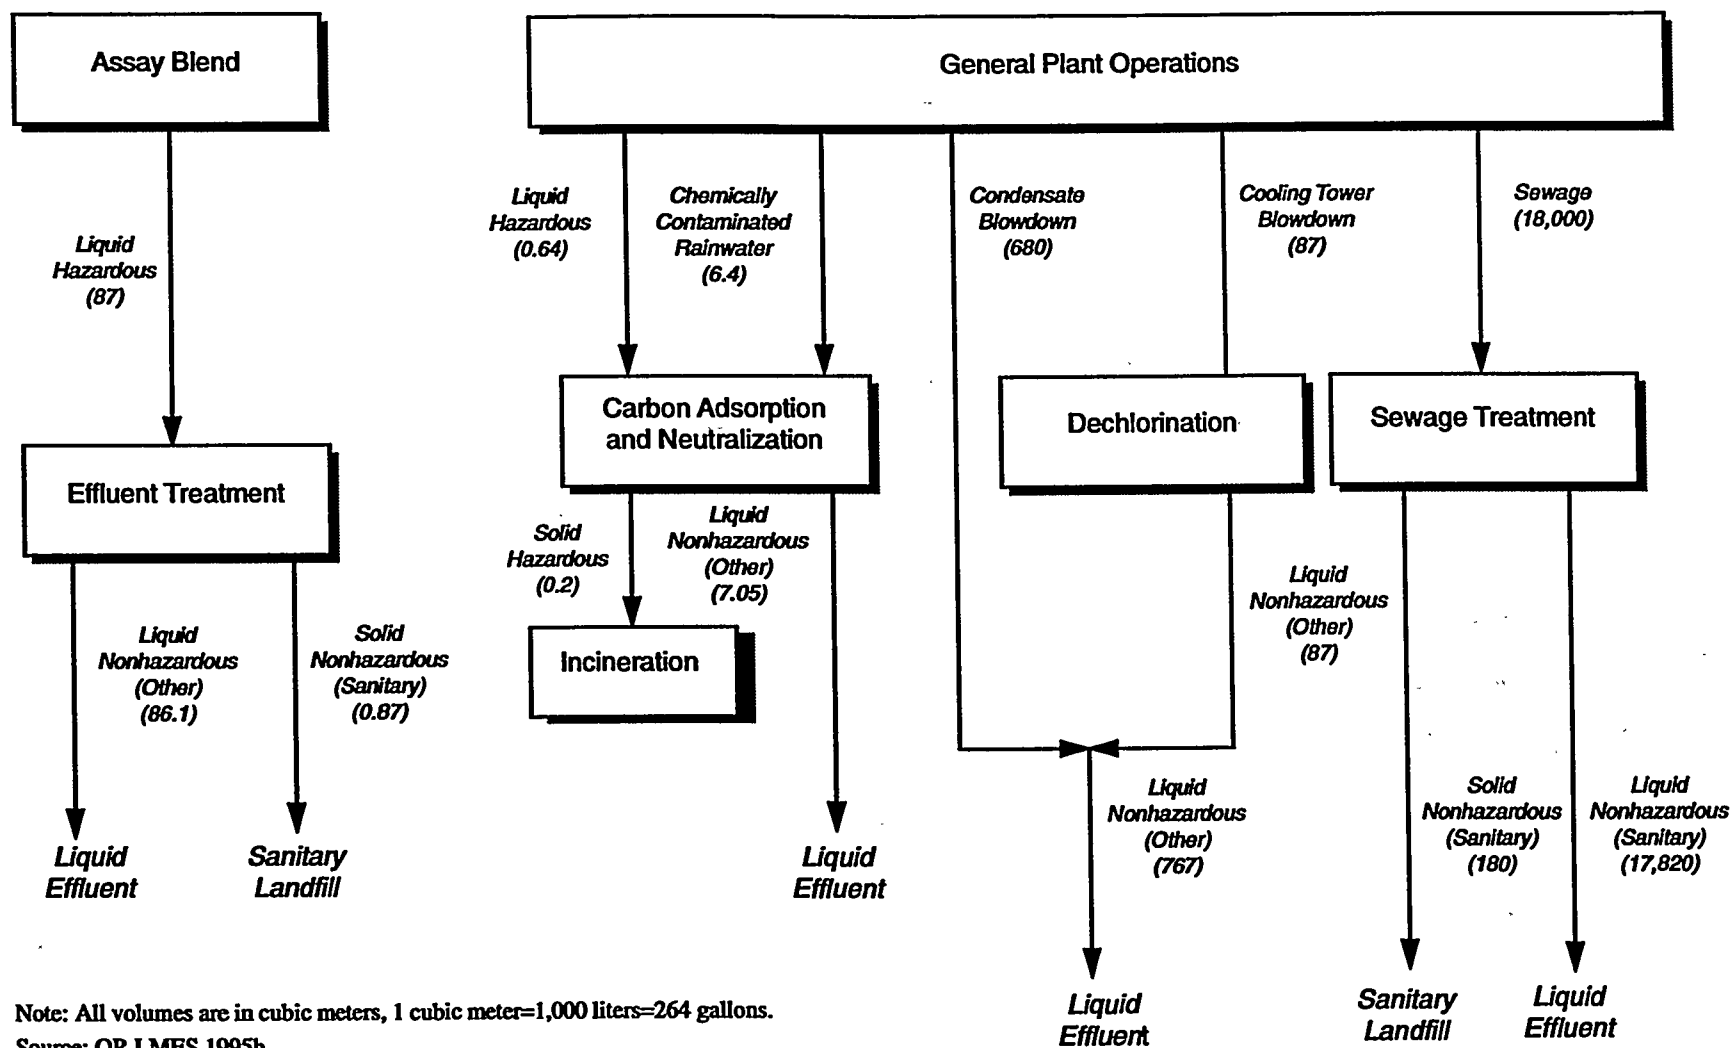 Assay Blend
General Plant Operations
Liquid
Hazardous
(87)
Liquid
Hazardous
(0.64)
Chemically
Contaminated
Rainwater
(6.4)
Condensate
Blowdown
(680)
Cooling Tower
Blowdown
(87)
Sewage
(18,000)
Effluent Treatment
Carbon Adsorption
and Neutralization
Dechlorination
Sewage Treatment
Liquid
Nonhazardous
(Other)
(86.1)
Solid
Nonhazardous
(Sanitary)
(0.87)
Solid
Hazardous
(0.2)
Liquid
Nonhazardous
(Other)
(7.05)
Incineration
Liquid
Nonhazardous
(Other)
(87)
Liquid
Nonhazardous
(Other)
(767)
Solid
Nonhazardous
(Sanitary)
(180)
Liquid
Nonhazardous
(Sanitary)
(17,820)
Liquid
Effluent
Sanitary
Landfill
Liquid
Effluent
Liquid
Effluent
Sanitary
Landfill
Liquid
Effluent
Note: All volumes are in cubic meters, 1 cubic meter=1,000 liters=264 gallons.
Source: OR LMES 1995b